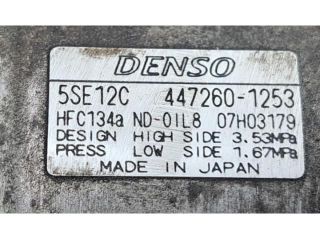 DENSO
5SE12C 447260-1253
HFC134a ND-OIL8 07H03179
DESIGN HIGH SIDE 3.53MPa
PRESS LOW SIDE 1.67MPa
MADE IN JAPAN